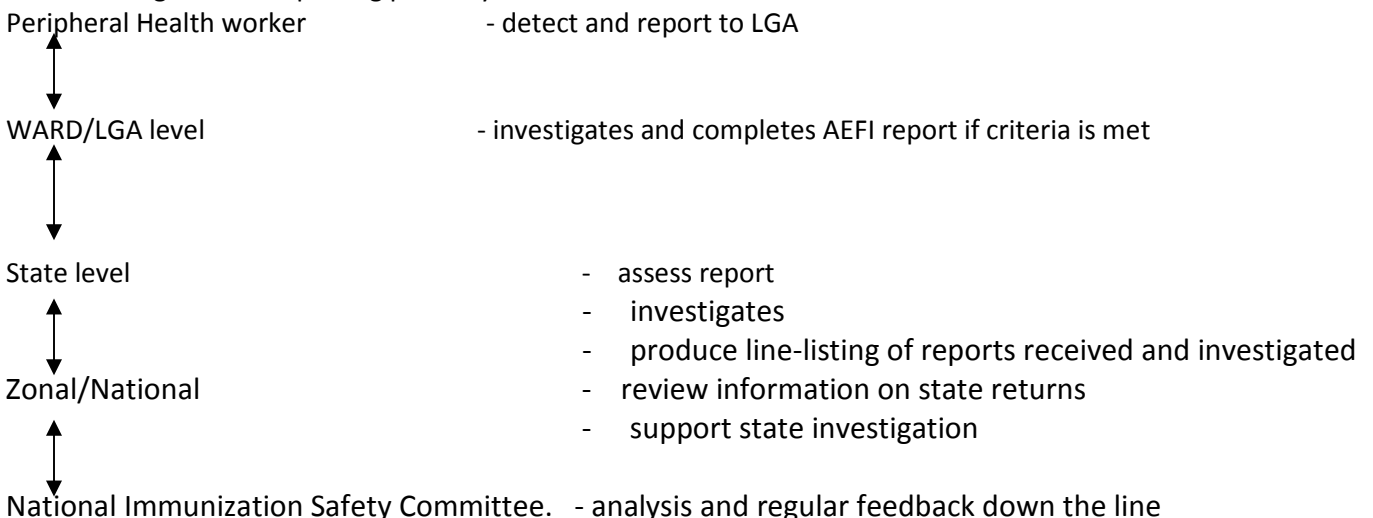 Peripheral Health worker - detect and report to LGA
WARD/LGA level - investigates and completes AEFI report if criteria is met
State level - assess report
- investigates
- produce line-listing of reports received and investigated
Zonal/National - review information on state returns
- support state investigation
National Immunization Safety Committee. - analysis and regular feedback down the line